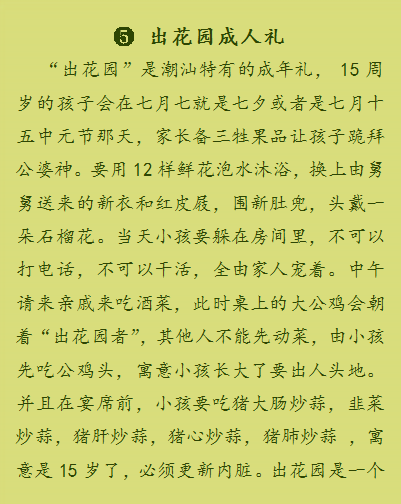 ❺ 出花园成人礼
“出花园”是潮汕特有的成年礼， 15 周
岁的孩子会在七月七就是七夕或者是七月十
五中元节那天，家长备三牲果品让孩子跪拜
公婆神。要用 12 样鲜花泡水沐浴，换上由舅
舅送来的新衣和红皮屐，围新肚兜，头戴一
朵石榴花。当天小孩要躲在房间里，不可以
打电话，不可以干活，全由家人宠着。中午
请来亲戚来吃酒菜，此时桌上的大公鸡会朝
着“出花园者”，其他人不能先动菜，由小孩
先吃公鸡头，寓意小孩长大了要出人头地。
并且在宴席前，小孩要吃猪大肠炒蒜，韭菜
炒蒜，猪肝炒蒜，猪心炒蒜，猪肺炒蒜 ，寓
意是 15 岁了，必须更新内脏。出花园是一个